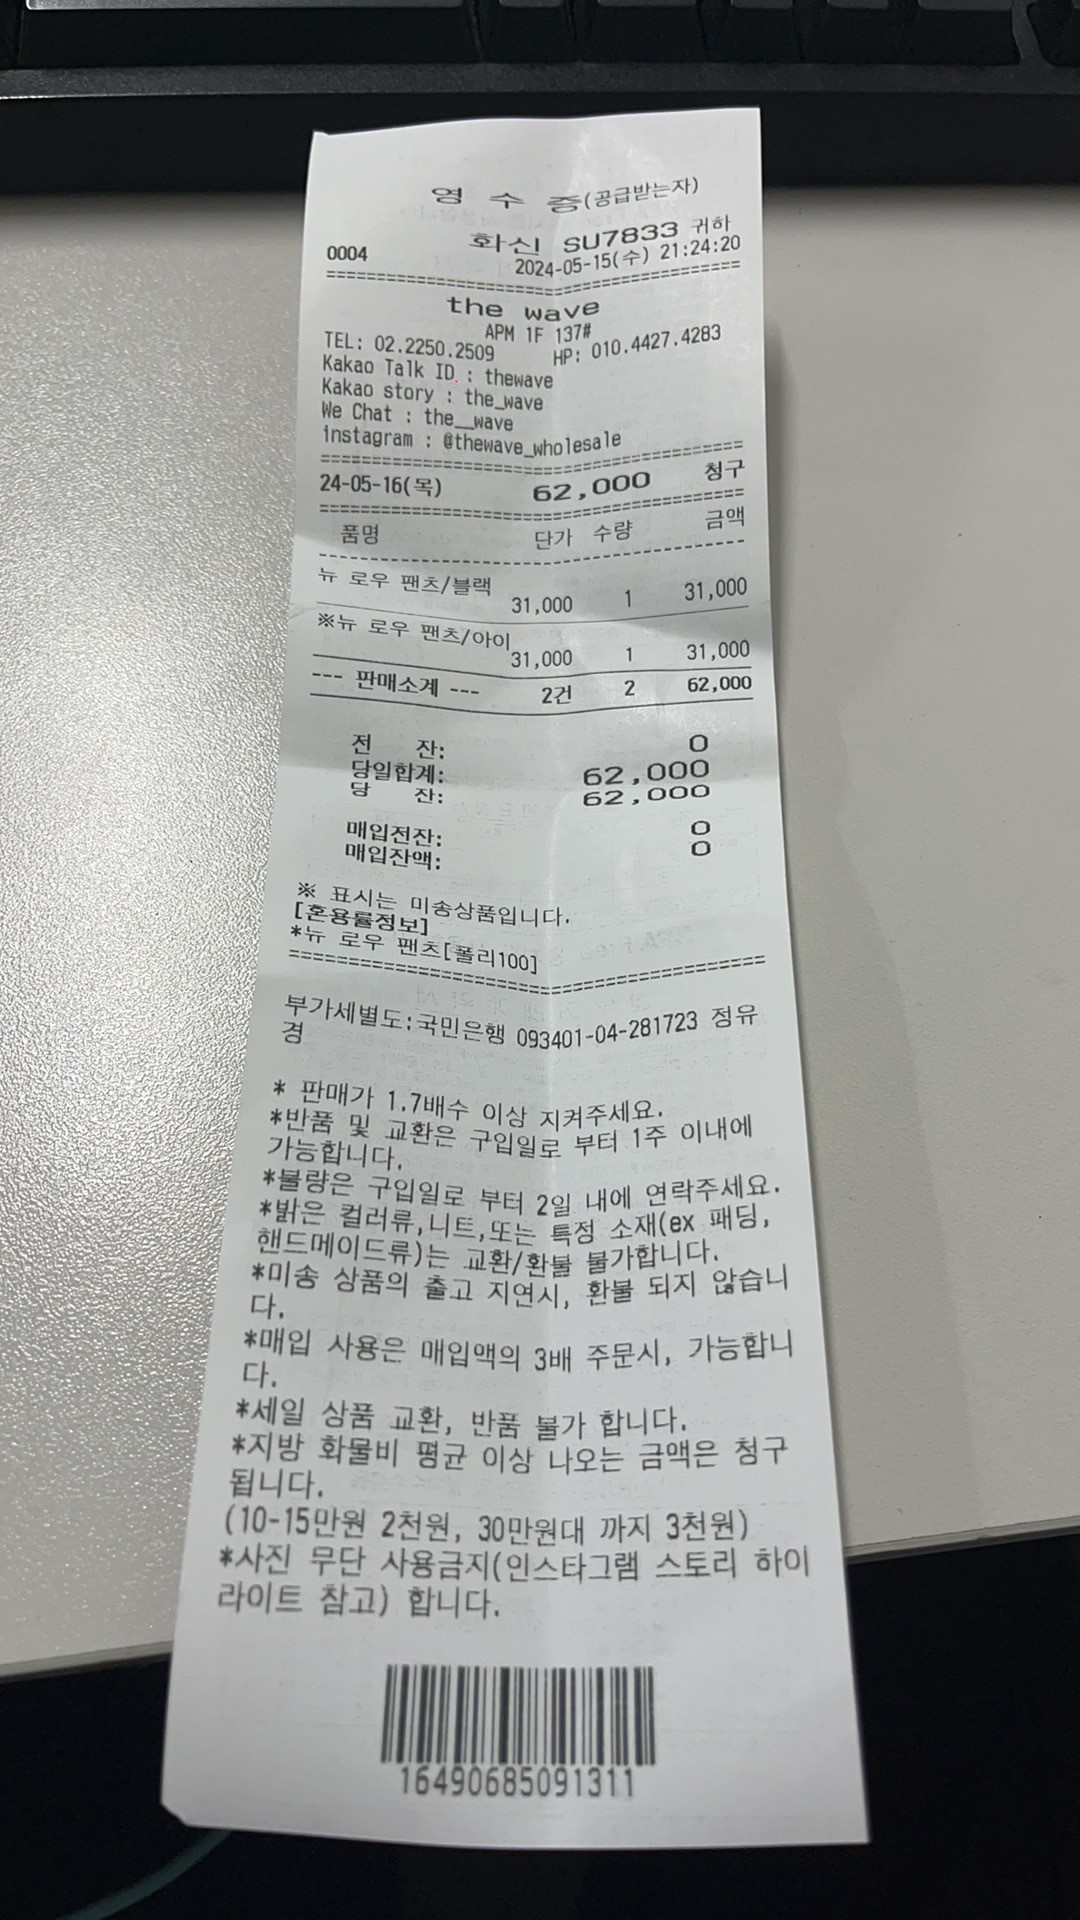 영 수 증(공급받는자)
화신 SU7833 귀하
0004 2024-05-15(수) 21:24:20
========================================
the wave
APM 1F 137#
TEL: 02.2250.2509 HP: 010.4427.4283
Kakao Talk ID : thewave
Kakao story : the_wave
We Chat : the__wave
instagram : @thewave_wholesale
========================================
24-05-16(목) 62,000 청구
========================================
품명 단가 수량 금액
----------------------------------------
뉴 로우 팬츠/블랙
31,000 1 31,000
※뉴 로우 팬츠/아이
31,000 1 31,000
--- 판매소계 --- 2건 2 62,000
전 잔: 0
당일합계: 62,000
당 잔: 62,000
매입전잔: 0
매입잔액: 0
※ 표시는 미송상품입니다.
[혼용률정보]
*뉴 로우 팬츠[폴리100]
========================================
부가세별도:국민은행 093401-04-281723 정유
경
* 판매가 1.7배수 이상 지켜주세요.
*반품 및 교환은 구입일로 부터 1주 이내에
가능합니다.
*불량은 구입일로 부터 2일 내에 연락주세요.
*밝은 컬러류,니트,또는 특정 소재(ex 패딩,
핸드메이드류)는 교환/환불 불가합니다.
*미송 상품의 출고 지연시, 환불 되지 않습니
다.
*매입 사용은 매입액의 3배 주문시, 가능합니
다.
*세일 상품 교환, 반품 불가 합니다.
*지방 화물비 평균 이상 나오는 금액은 청구
됩니다.
(10-15만원 2천원, 30만원대 까지 3천원)
*사진 무단 사용금지(인스타그램 스토리 하이
라이트 참고) 합니다.
16490685091311